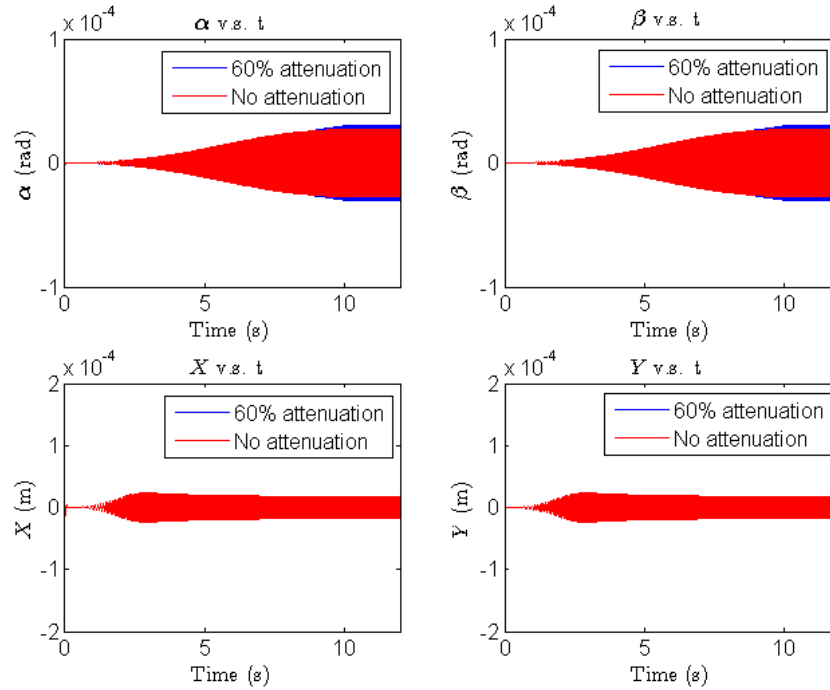 × 10-4
α v.s. t
1
0
-1
α (rad)
60% attenuation
No attenuation
0
5
10
Time (s)
× 10-4
β v.s. t
1
0
-1
β (rad)
60% attenuation
No attenuation
0
5
10
Time (s)
× 10-4
X v.s. t
2
1
0
-1
-2
X (m)
60% attenuation
No attenuation
0
5
10
Time (s)
× 10-4
Y v.s. t
2
1
0
-1
-2
Y (m)
60% attenuation
No attenuation
0
5
10
Time (s)